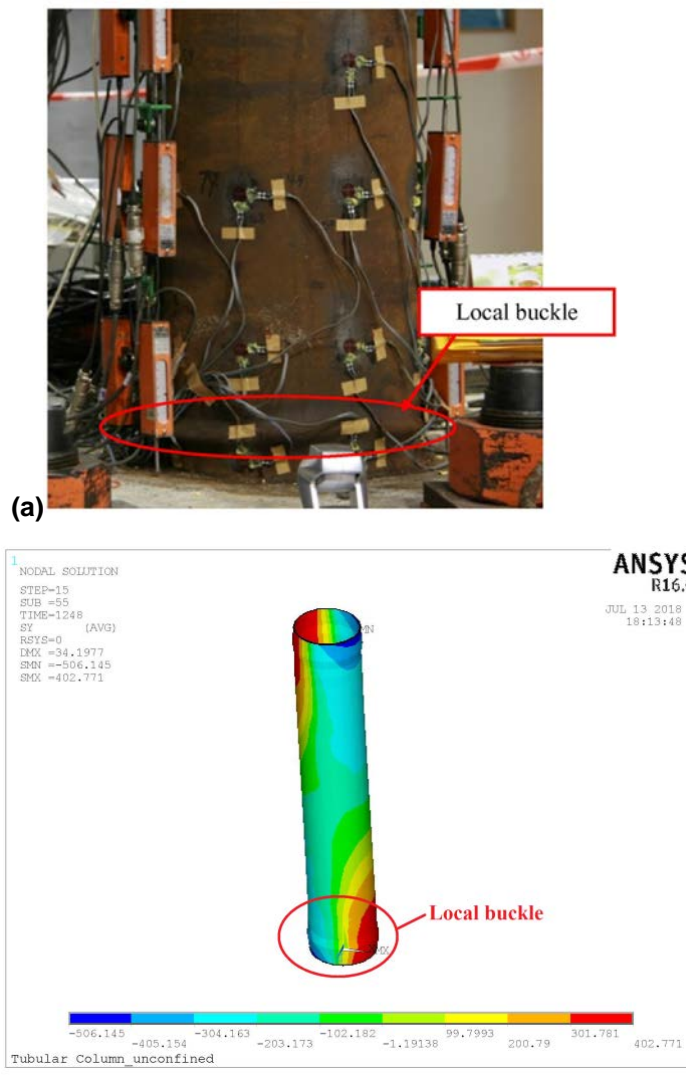 Local buckle
(a)
1
NODAL SOLUTION
STEP=15
SUB =55
TIME=1248
SY (AVG)
RSYS=0
DMX =34.1977
SMN =-506.145
SMX =402.771
ANSYS
R16.
JUL 13 2018
18:13:48
MN
MX
Local buckle
-506.145 -304.163 -102.182 99.7993 301.781
-405.154 -203.173 -1.19138 200.79 402.771
Tubular Column_unconfined